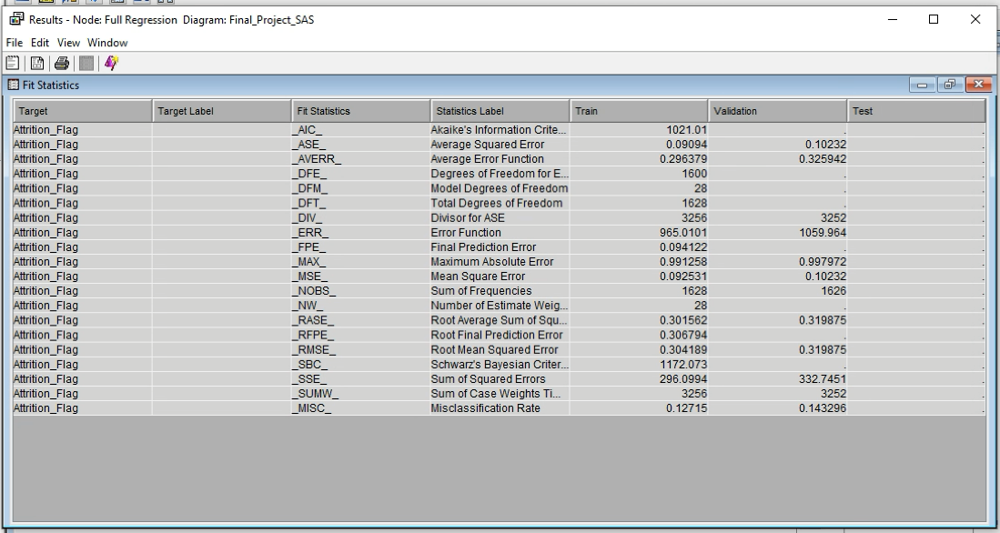 Results - Node: Full Regression Diagram: Final_Project_SAS
File Edit View Window
Fit Statistics
Target Target Label Fit Statistics Statistics Label Train Validation Test
Attrition_Flag _AIC_ Akaike's Information Crite... 1021.01 . .
Attrition_Flag _ASE_ Average Squared Error 0.09094 0.10232 .
Attrition_Flag _AVERR_ Average Error Function 0.296379 0.325942 .
Attrition_Flag _DFE_ Degrees of Freedom for E... 1600 . .
Attrition_Flag _DFM_ Model Degrees of Freedom 28 . .
Attrition_Flag _DFT_ Total Degrees of Freedom 1628 . .
Attrition_Flag _DIV_ Divisor for ASE 3256 3252 .
Attrition_Flag _ERR_ Error Function 965.0101 1059.964 .
Attrition_Flag _FPE_ Final Prediction Error 0.094122 . .
Attrition_Flag _MAX_ Maximum Absolute Error 0.991258 0.997972 .
Attrition_Flag _MSE_ Mean Square Error 0.092531 0.10232 .
Attrition_Flag _NOBS_ Sum of Frequencies 1628 1626 .
Attrition_Flag _NW_ Number of Estimate Weig... 28 . .
Attrition_Flag _RASE_ Root Average Sum of Squ... 0.301562 0.319875 .
Attrition_Flag _RFPE_ Root Final Prediction Error 0.306794 . .
Attrition_Flag _RMSE_ Root Mean Squared Error 0.304189 0.319875 .
Attrition_Flag _SBC_ Schwarz's Bayesian Criter... 1172.073 . .
Attrition_Flag _SSE_ Sum of Squared Errors 296.0994 332.7451 .
Attrition_Flag _SUMW_ Sum of Case Weights Ti... 3256 3252 .
Attrition_Flag _MISC_ Misclassification Rate 0.12715 0.143296 .